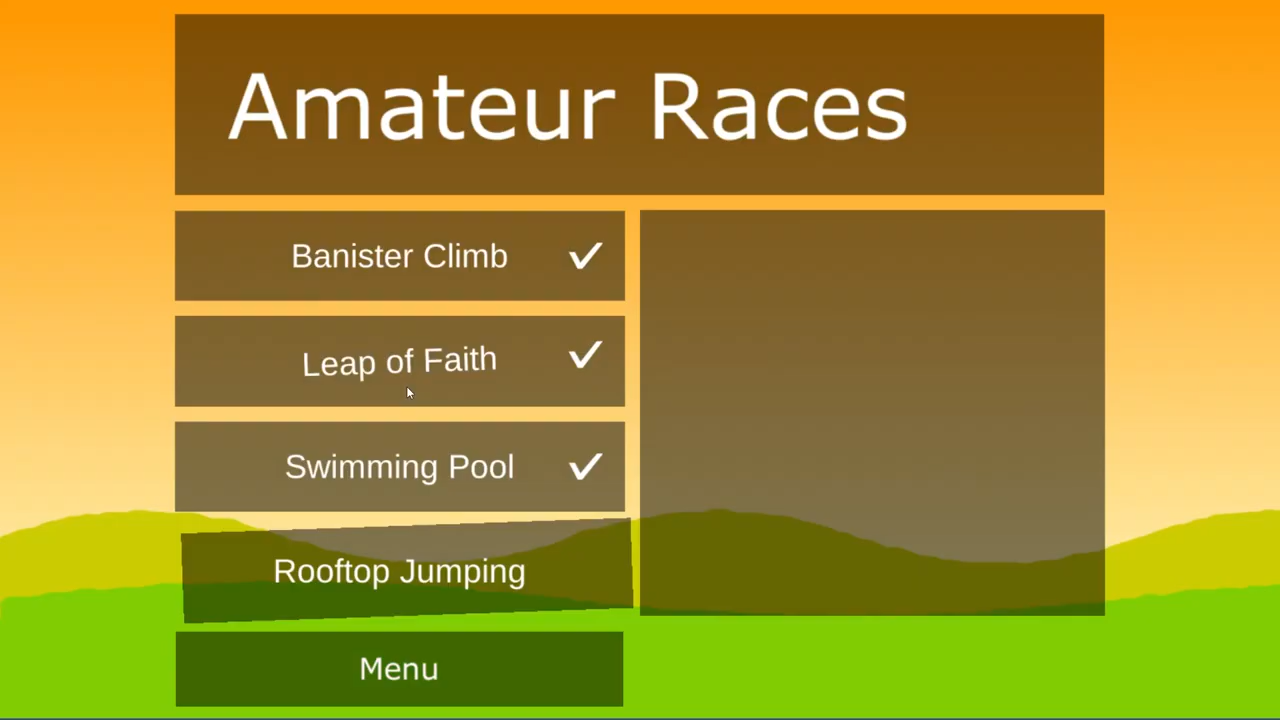 Amateur Races
Banister Climb
Leap of Faith
Swimming Pool
Rooftop Jumping
Menu